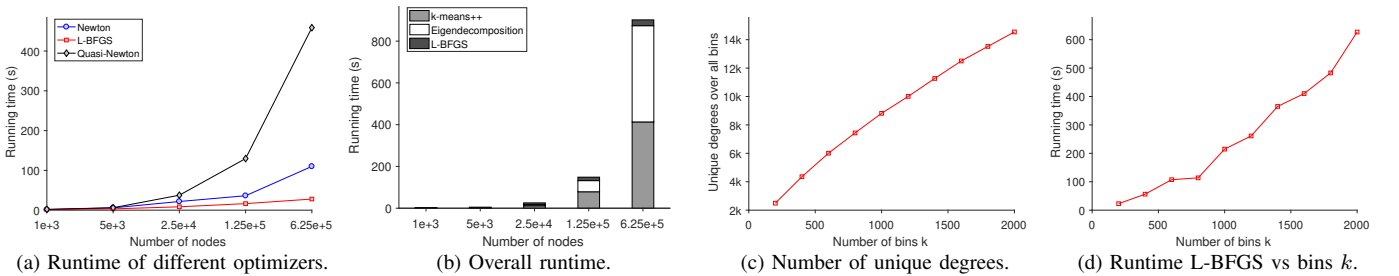 Running time (s)
400
300
200
100
0
Newton
L-BFGS
Quasi-Newton
1e+3 5e+3 2.5e+4 1.25e+5 6.25e+5
Number of nodes
(a) Runtime of different optimizers.
Running time (s)
800
600
400
200
0
k-means++
Eigendecomposition
L-BFGS
1e+3 5e+3 2.5e+4 1.25e+5 6.25e+5
Number of nodes
(b) Overall runtime.
Unique degrees over all bins
14k
12k
10k
8k
6k
4k
2k
0 500 1000 1500 2000
Number of bins k
(c) Number of unique degrees.
Running time (s)
600
500
400
300
200
100
0
0 500 1000 1500 2000
Number of bins k
(d) Runtime L-BFGS vs bins k.